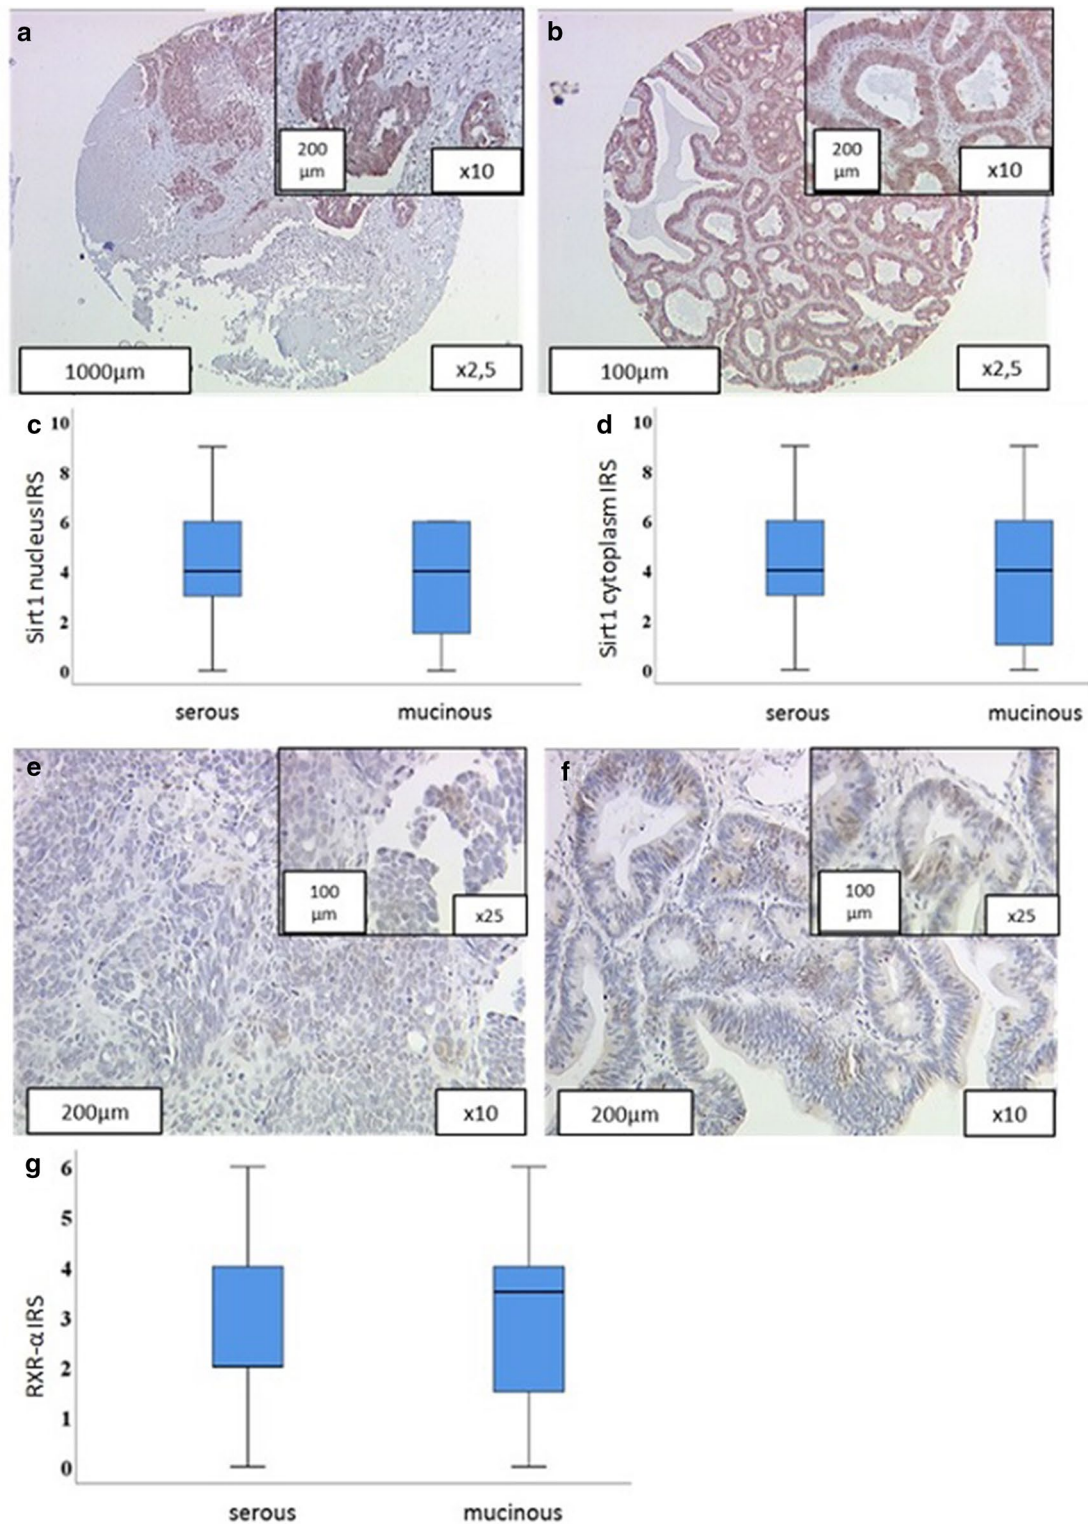 a
200
µm
x10
1000µm
x2,5
b
200
µm
x10
100µm
x2,5
c
10
8
6
4
2
0
Sirt1 nucleus IRS
serous
mucinous
d
10
8
6
4
2
0
Sirt1 cytoplasm IRS
serous
mucinous
e
100
µm
x25
200µm
x10
f
100
µm
x25
200µm
x10
g
6
5
4
3
2
1
0
RXR-α IRS
serous
mucinous